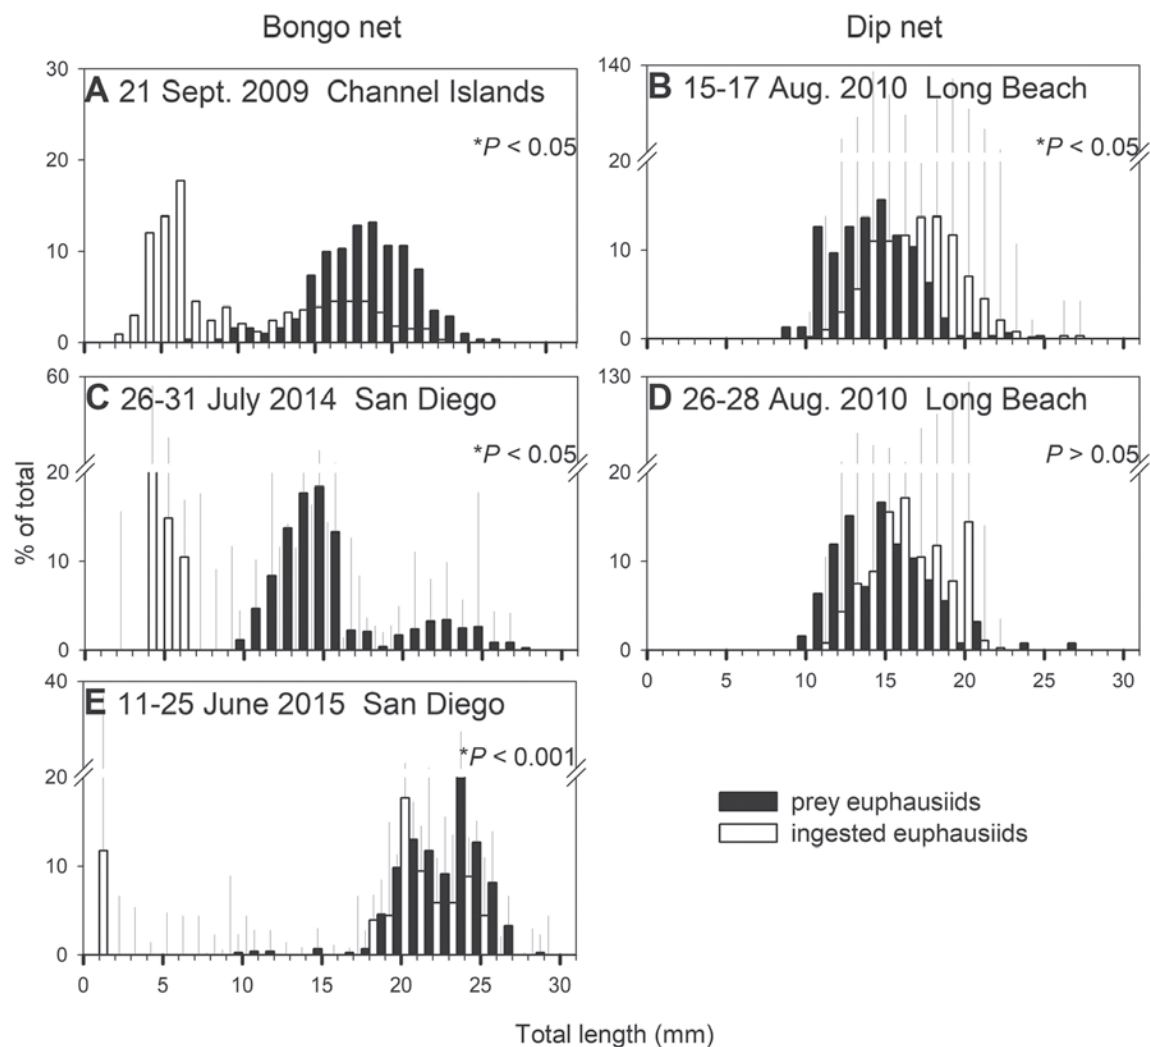 Bongo net
Dip net
30
A 21 Sept. 2009 Channel Islands
*P < 0.05
20
10
0
140
B 15-17 Aug. 2010 Long Beach
*P < 0.05
20
10
0
60
C 26-31 July 2014 San Diego
*P < 0.05
20
10
0
130
D 26-28 Aug. 2010 Long Beach
P > 0.05
20
10
0
0 5 10 15 20 25 30
% of total
40
E 11-25 June 2015 San Diego
*P < 0.001
20
10
0
0 5 10 15 20 25 30
prey euphausiids
ingested euphausiids
Total length (mm)